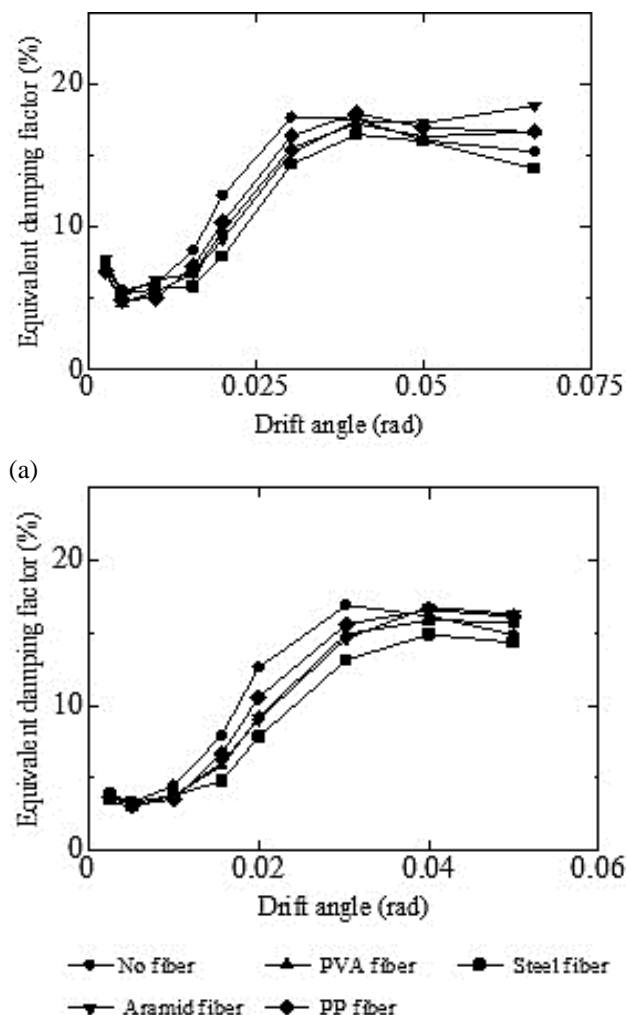 Equivalent damping factor (%)
20
10
0
0
0.025
0.05
0.075
Drift angle (rad)
(a)
Equivalent damping factor (%)
20
10
0
0
0.02
0.04
0.06
Drift angle (rad)
No fiber PVA fiber Steel fiber
Aramid fiber PP fiber